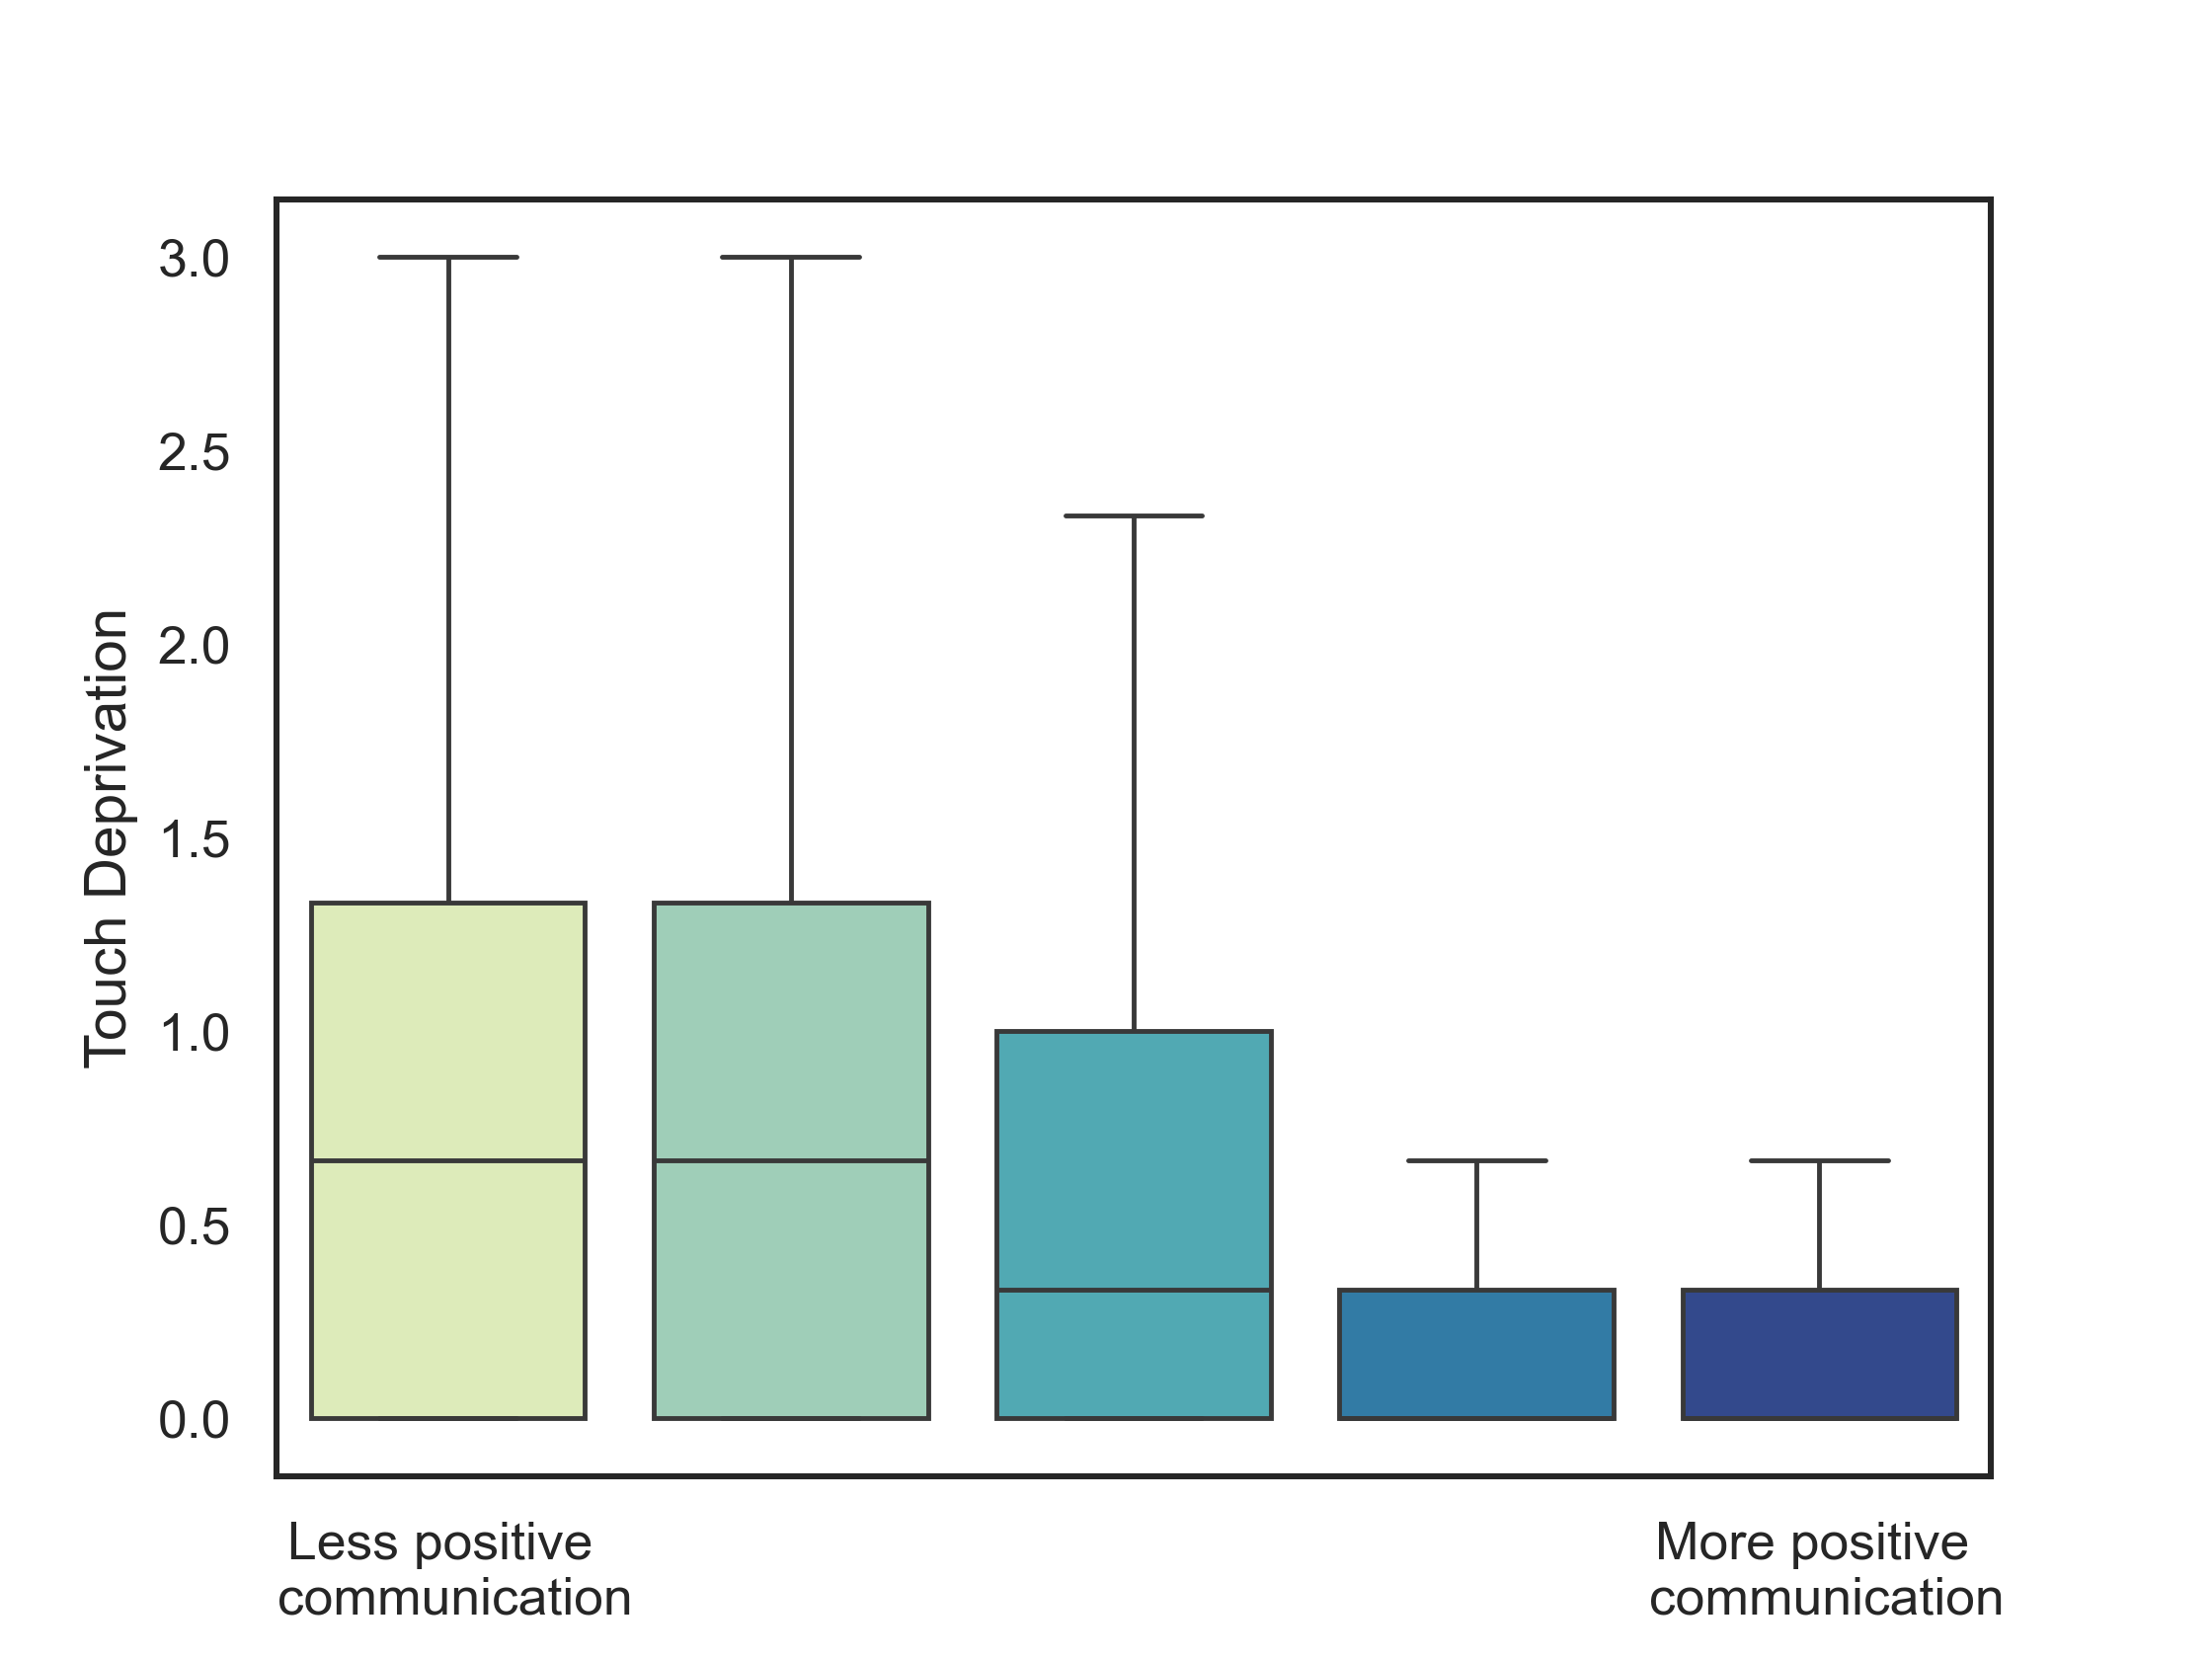 3.0
2.5
2.0
1.5
1.0
0.5
0.0
Touch Deprivation
Less positive
communication
More positive
communication